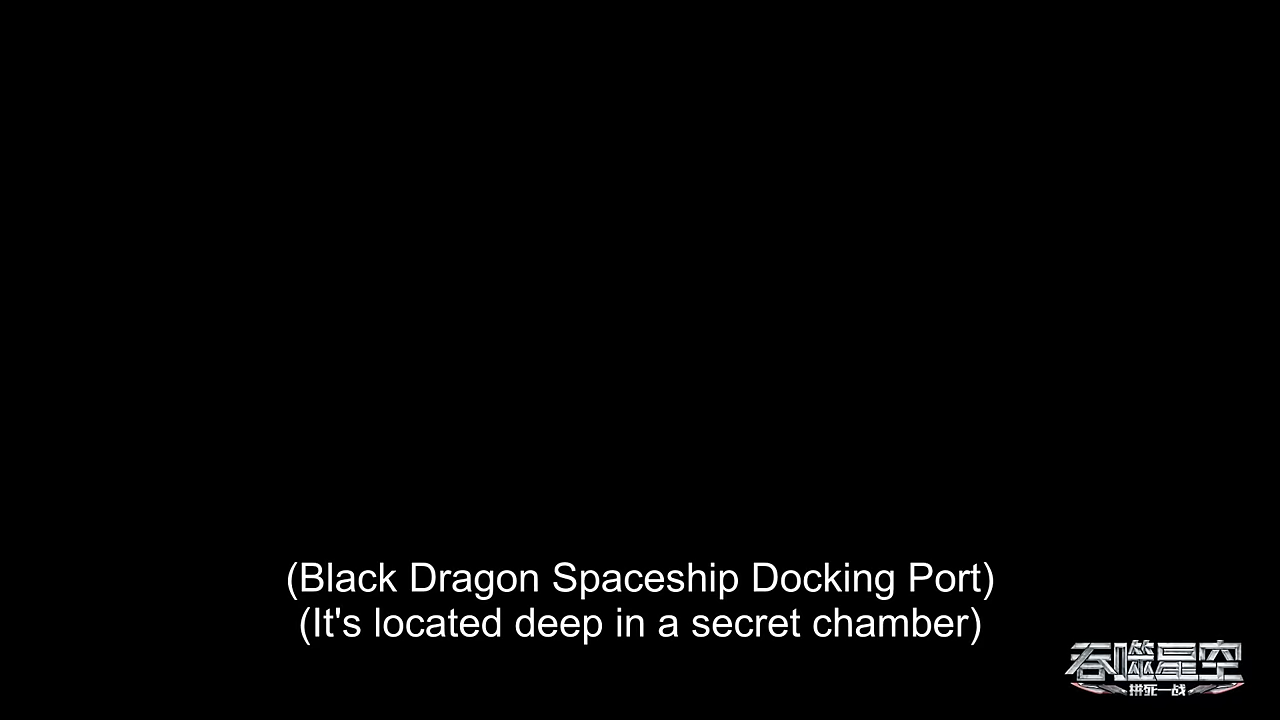 (Black Dragon Spaceship Docking Port)
(It's located deep in a secret chamber)
吞噬星空
拼死一战